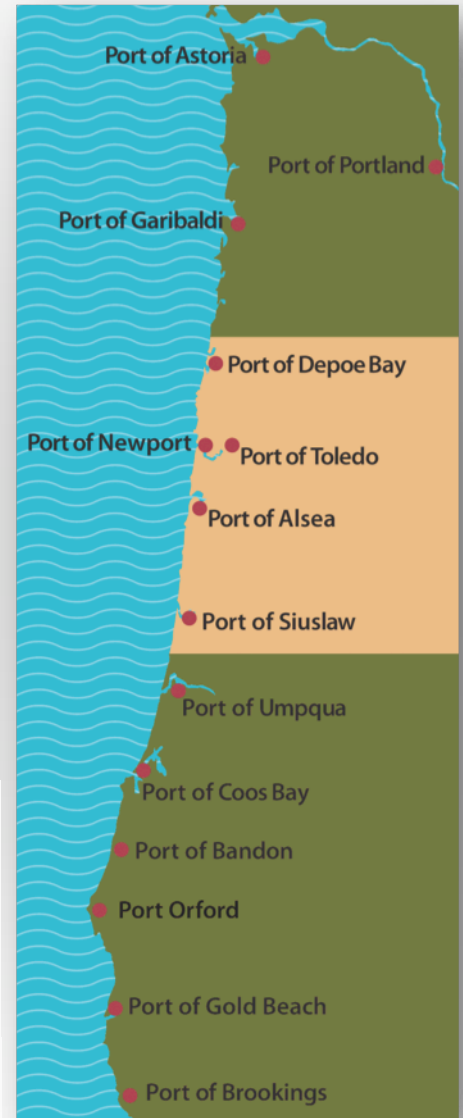 Port of Astoria
Port of Portland
Port of Garibaldi
Port of Depoe Bay
Port of Newport
Port of Toledo
Port of Alsea
Port of Siuslaw
Port of Umpqua
Port of Coos Bay
Port of Bandon
Port Orford
Port of Gold Beach
Port of Brookings